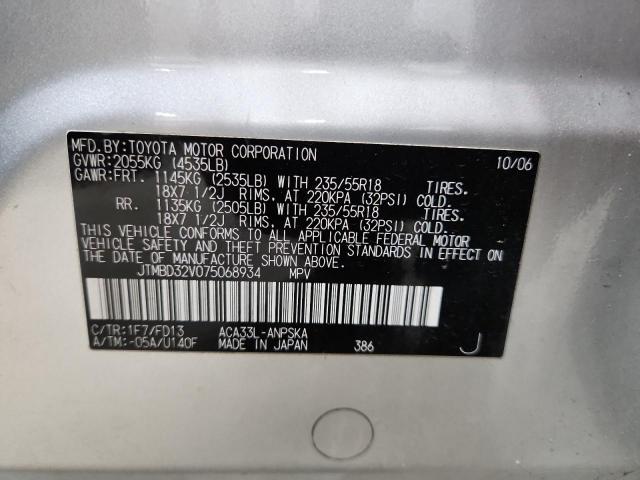 MFD.BY:TOYOTA MOTOR CORPORATION 10/06
GVWR:2055KG (4535LB)
GAWR:FRT. 1145KG (2535LB) WITH 235/55R18 TIRES.
18X7 1/2J RIMS, AT 220KPA (32PSI) COLD.
RR. 1135KG (2505LB) WITH 235/55R18 TIRES.
18X7 1/2J RIMS, AT 220KPA (32PSI) COLD.
THIS VEHICLE CONFORMS TO ALL APPLICABLE FEDERAL MOTOR
VEHICLE SAFETY AND THEFT PREVENTION STANDARDS IN EFFECT ON
THE DATE OF MANUFACTURE SHOWN ABOVE.
JTMBD32V075068934 MPV
C/TR:1F7/FD13 ACA33L-ANPSKA
A/TM:-05A/U140F MADE IN JAPAN 386 J